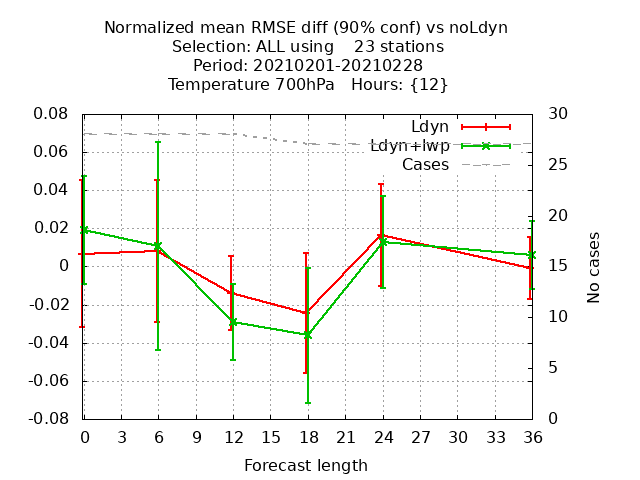 Normalized mean RMSE diff (90% conf) vs noLdyn
Selection: ALL using    23 stations
Period: 20210201-20210228
Temperature 700hPa   Hours: {12}
0.08
0.06
0.04
0.02
0
-0.02
-0.04
-0.06
-0.08
30
25
20
15
10
5
0
Ldyn
Ldyn+lwp
Cases
No cases
0 3 6 9 12 15 18 21 24 27 30 33 36
Forecast length